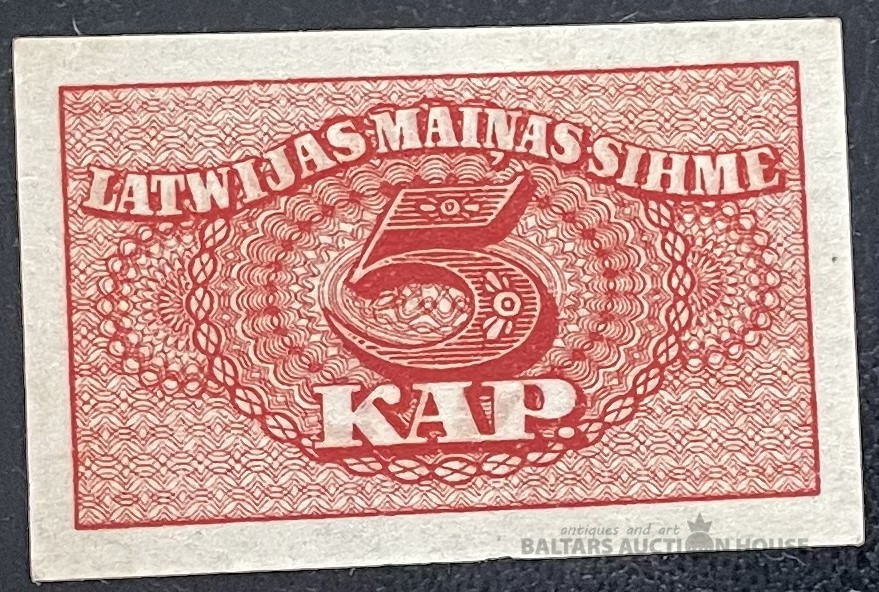 LATWIJAS MAIŅAS SIHME
5
KAP.
antiques and art
BALTARS AUCTION HOUSE